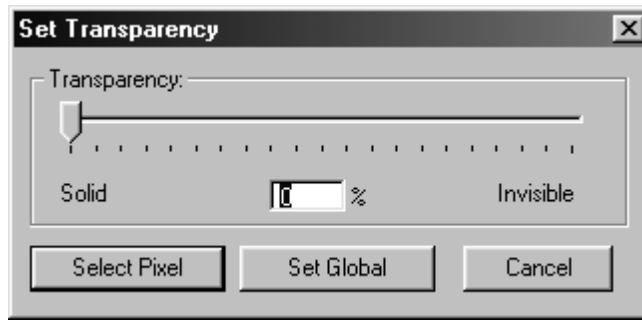 Set Transparency
Transparency:
Solid 0 % Invisible
Select Pixel Set Global Cancel